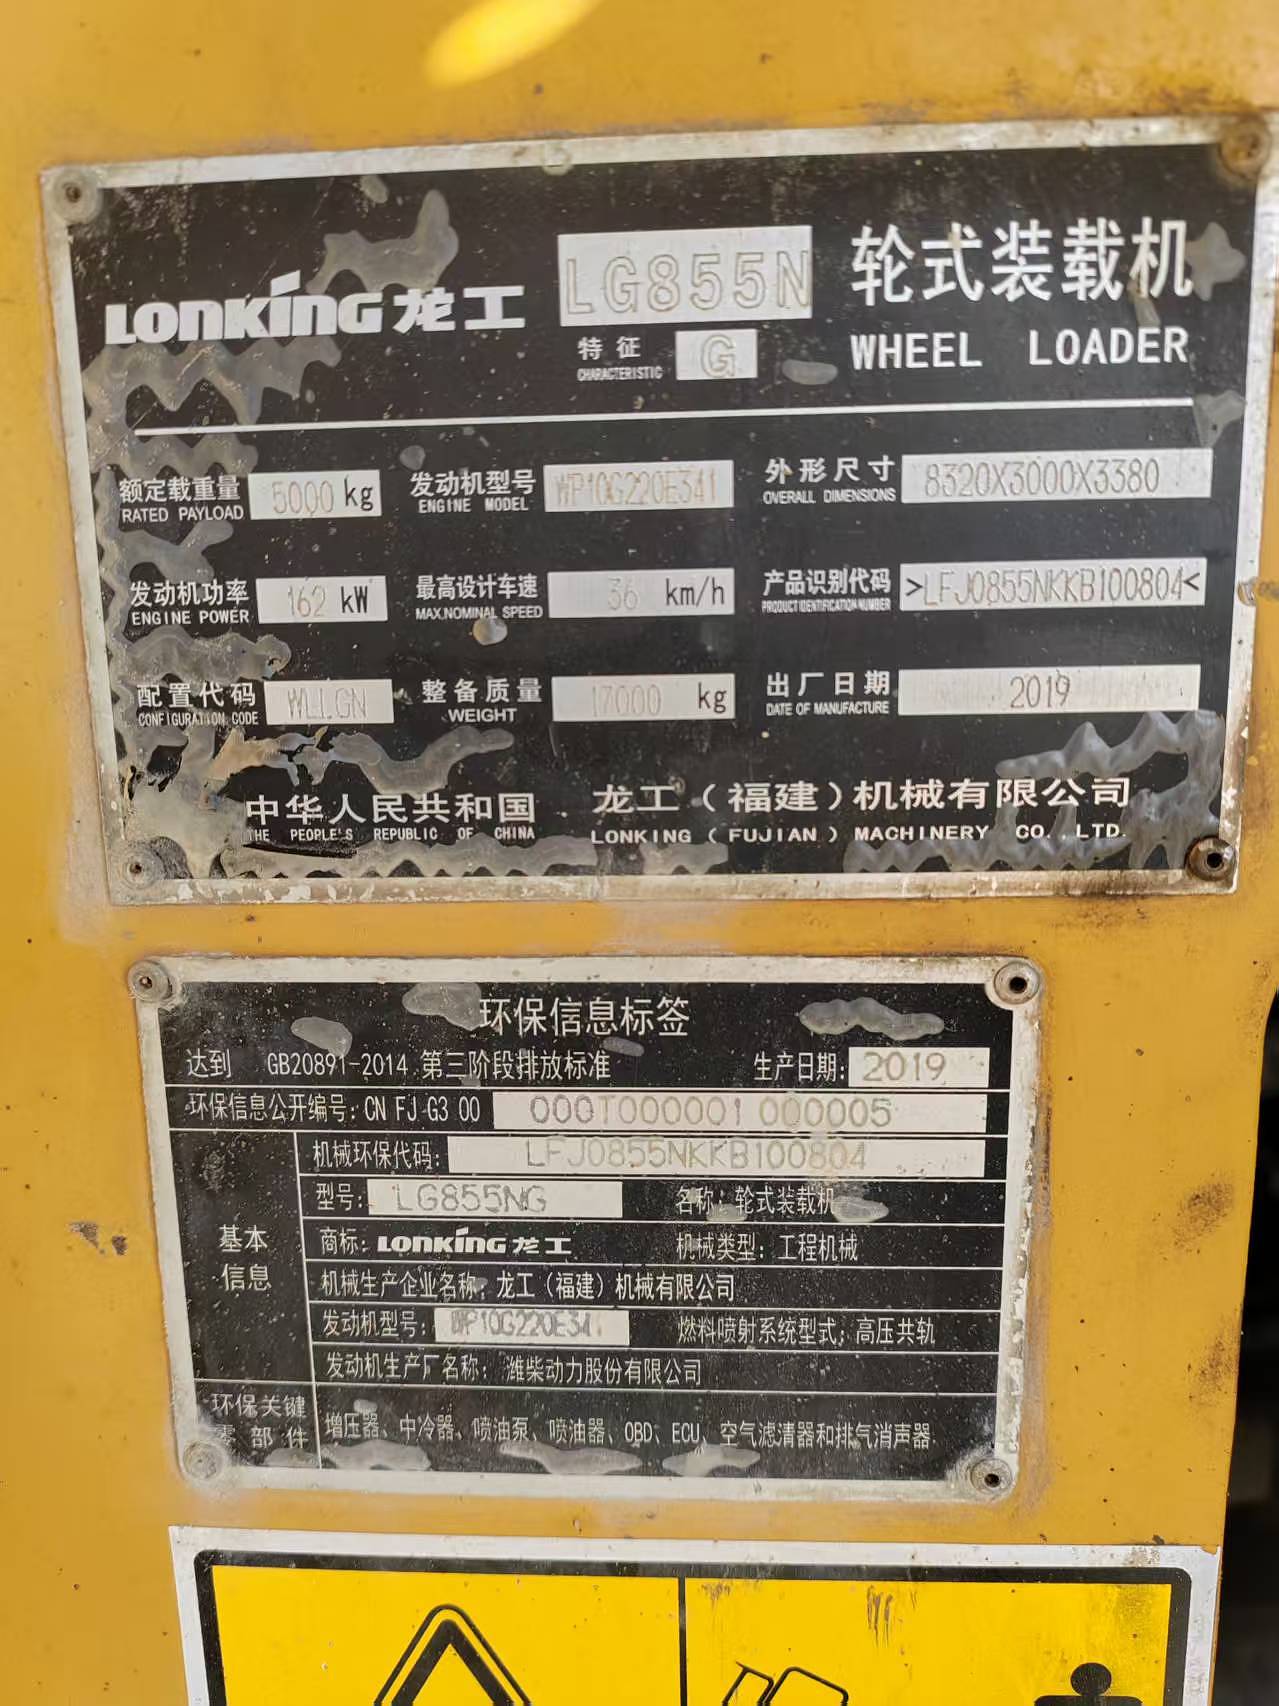 LONKING 龙工 LG855N 轮式装载机
特征 G WHEEL LOADER
CHARACTERISTIC
额定载重量 5000 kg 发动机型号 WP10G220E341 外形尺寸 8320X3000X3380
RATED PAYLOAD ENGINE MODEL OVERALL DIMENSIONS
发动机功率 162 kW 最高设计车速 36 km/h 产品识别代码 >LFJ0855NKKB100804<
ENGINE POWER MAX.NOMINAL SPEED PRODUCT IDENTIFICATION NUMBER
配置代码 WLLGN 整备质量 17000 kg 出厂日期 2019
CONFIGURATION CODE WEIGHT DATE OF MANUFACTURE
中华人民共和国 龙工（福建）机械有限公司
THE PEOPLE'S REPUBLIC OF CHINA LONKING (FUJIAN) MACHINERY CO., LTD.
环保信息标签
达到 GB20891-2014 第三阶段排放标准 生产日期: 2019
环保信息公开编号: CN FJ G3 00 000T000001 000005
基本信息
机械环保代码: LFJ0855NKKB100804
型号: LG855NG 名称: 轮式装载机
商标: LONKING 龙工 机械类型: 工程机械
机械生产企业名称: 龙工（福建）机械有限公司
发动机型号: WP10G220E341 燃料喷射系统型式: 高压共轨
发动机生产厂名称: 潍柴动力股份有限公司
环保关键零部件
增压器、中冷器、喷油泵、喷油器、OBD、ECU、空气滤清器和排气消声器